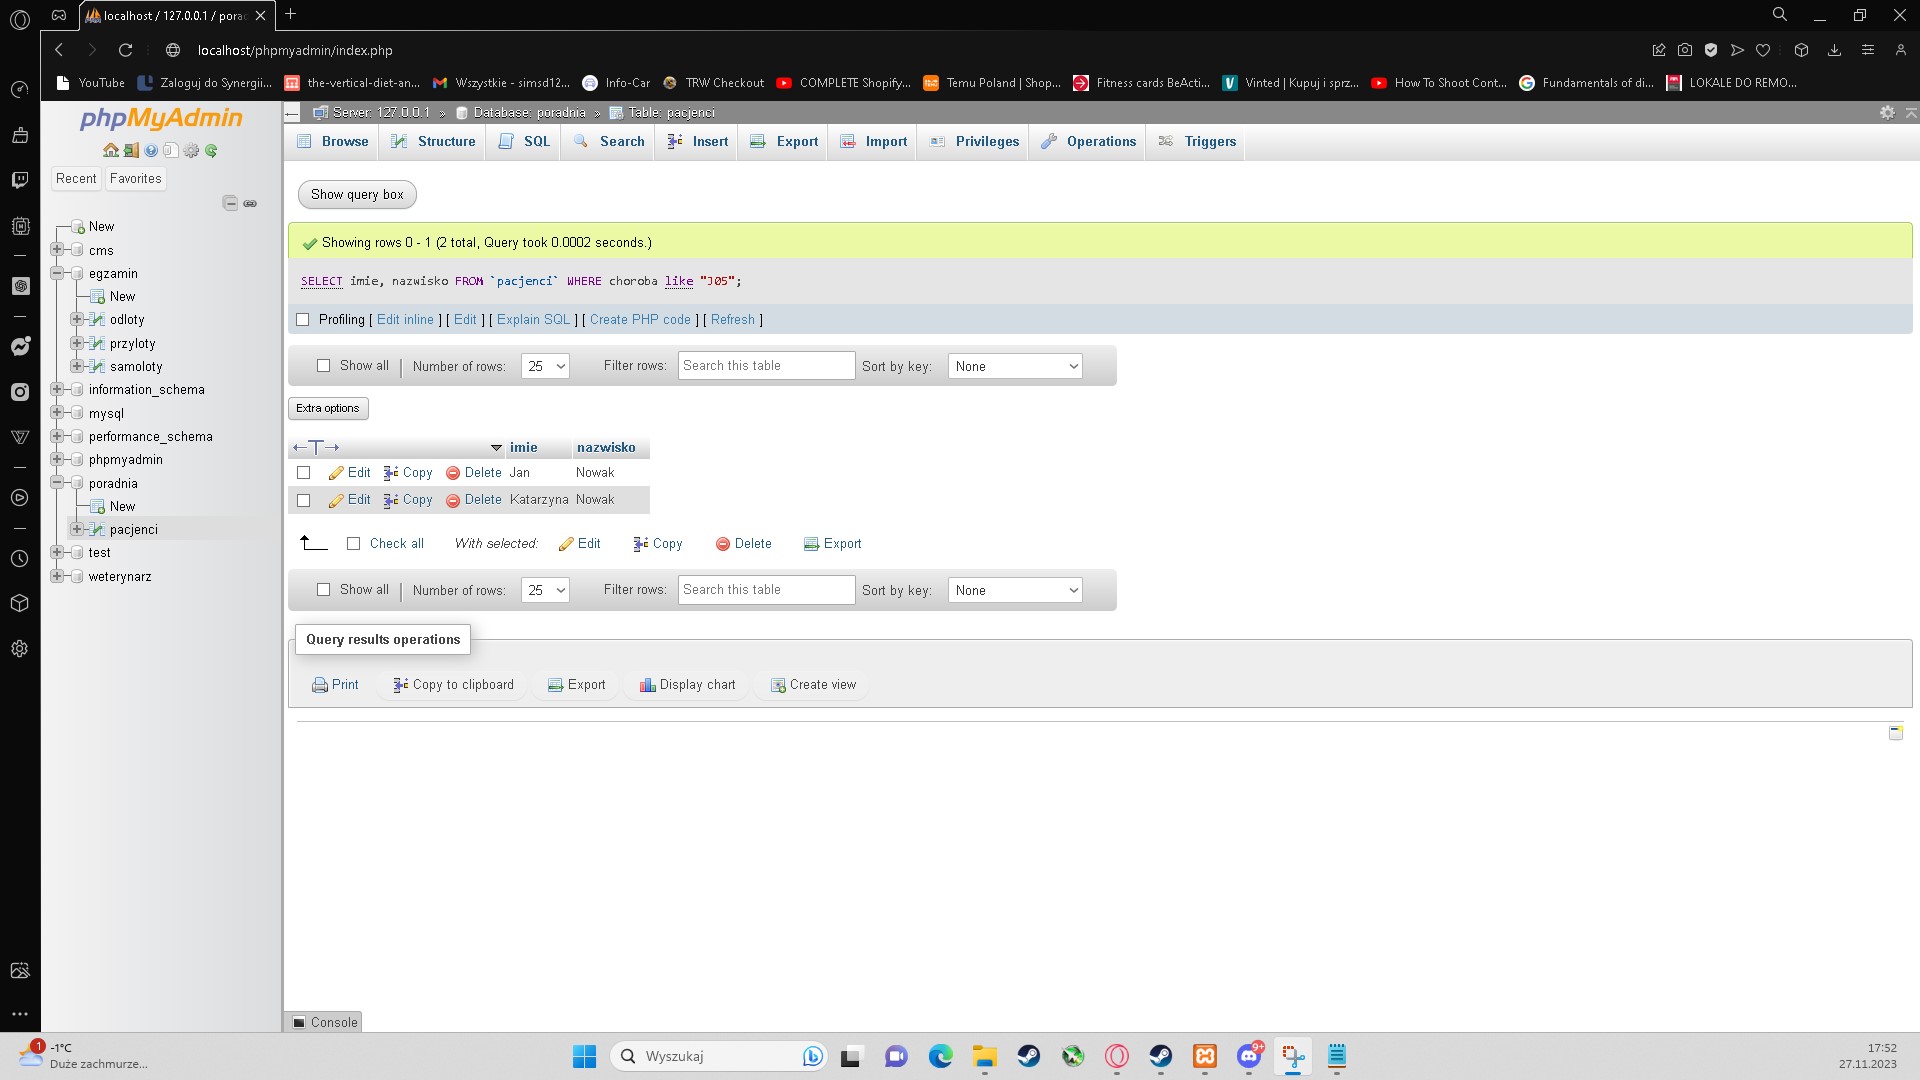 localhost / 127.0.0.1 / pora
localhost/phpmyadmin/index.php
YouTube
Zaloguj do Synergii...
the-vertical-diet-an...
Wszystkie - simsd12...
Info-Car
TRW Checkout
COMPLETE Shopify...
Temu Poland | Shop...
Fitness cards BeActi...
Vinted | Kupuj i sprz...
How To Shoot Cont...
Fundamentals of di...
LOKALE DO REMO...
phpMyAdmin
Recent
Favorites
New
cms
egzamin
New
odloty
przyloty
samoloty
information_schema
mysql
performance_schema
phpmyadmin
poradnia
New
pacjenci
test
weterynarz
Server: 127.0.0.1 » Database: poradnia » Table: pacjenci
Browse
Structure
SQL
Search
Insert
Export
Import
Privileges
Operations
Triggers
Show query box
Showing rows 0 - 1 (2 total, Query took 0.0002 seconds.)
SELECT imie, nazwisko FROM `pacjenci` WHERE choroba like "J05";
Profiling [ Edit inline ] [ Edit ] [ Explain SQL ] [ Create PHP code ] [ Refresh ]
Show all | Number of rows: 25 Filter rows: Search this table Sort by key: None
Extra options
←T→ imie nazwisko
Edit Copy Delete Jan Nowak
Edit Copy Delete Katarzyna Nowak
Check all With selected: Edit Copy Delete Export
Show all | Number of rows: 25 Filter rows: Search this table Sort by key: None
Query results operations
Print Copy to clipboard Export Display chart Create view
Console
1
-1°C
Duże zachmurze...
Wyszukaj
9+
17:52
27.11.2023